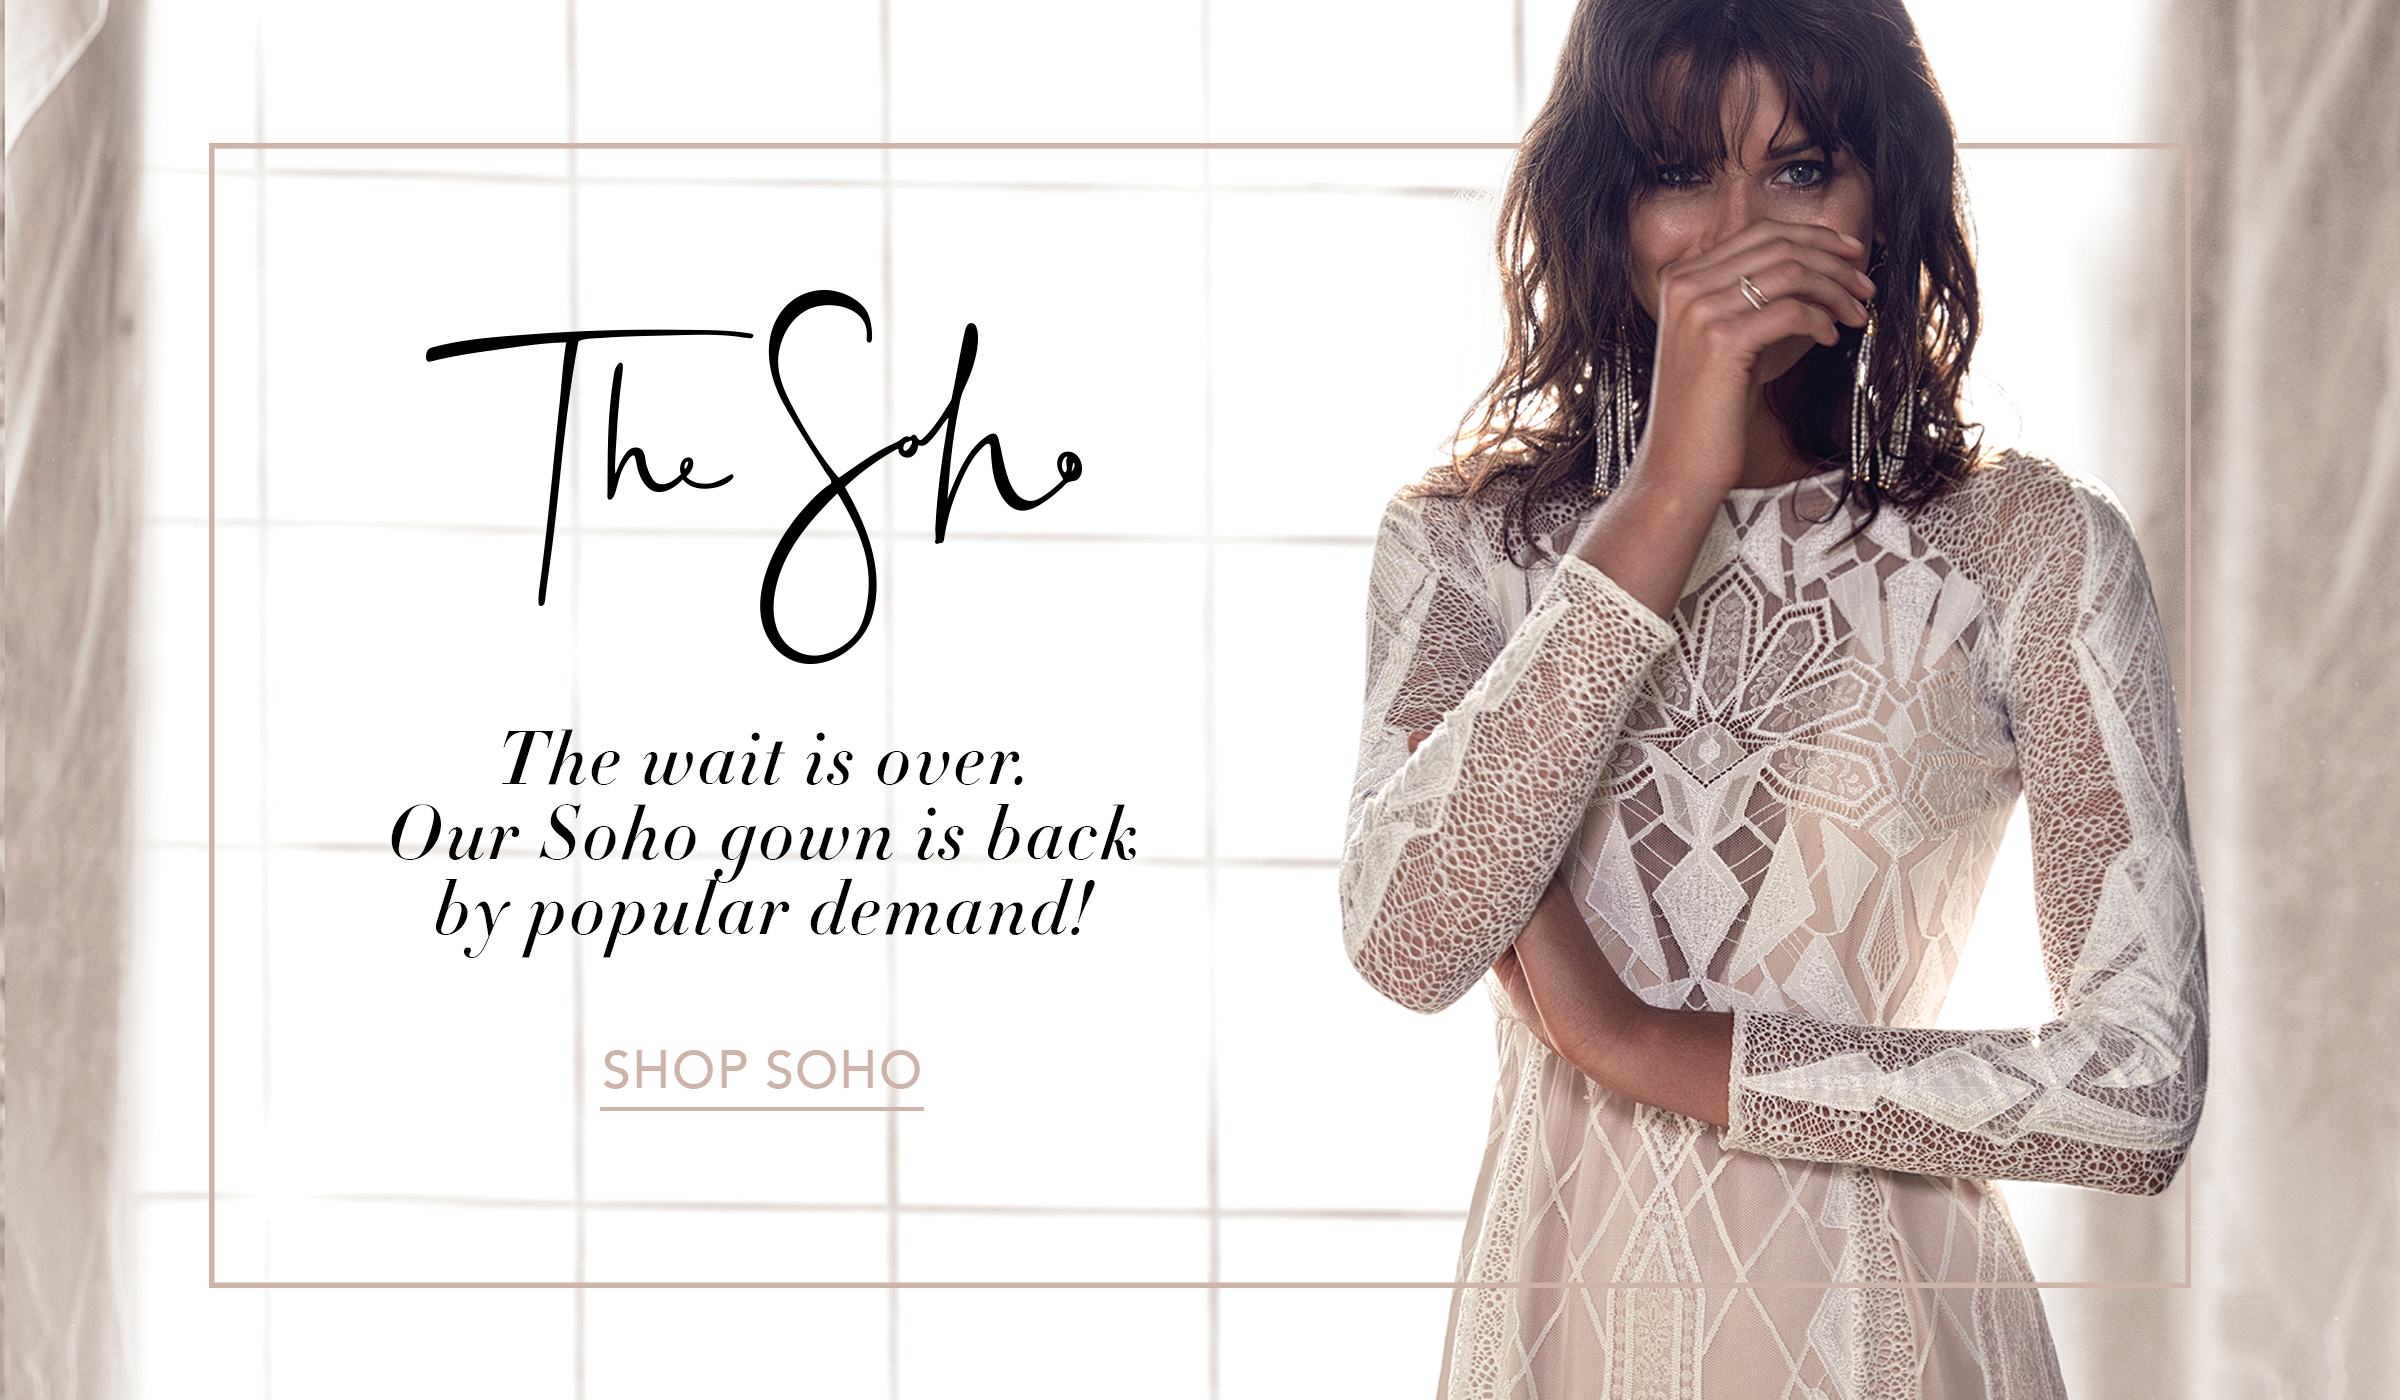 The Soho
The wait is over.
Our Soho gown is back
by popular demand!
SHOP SOHO